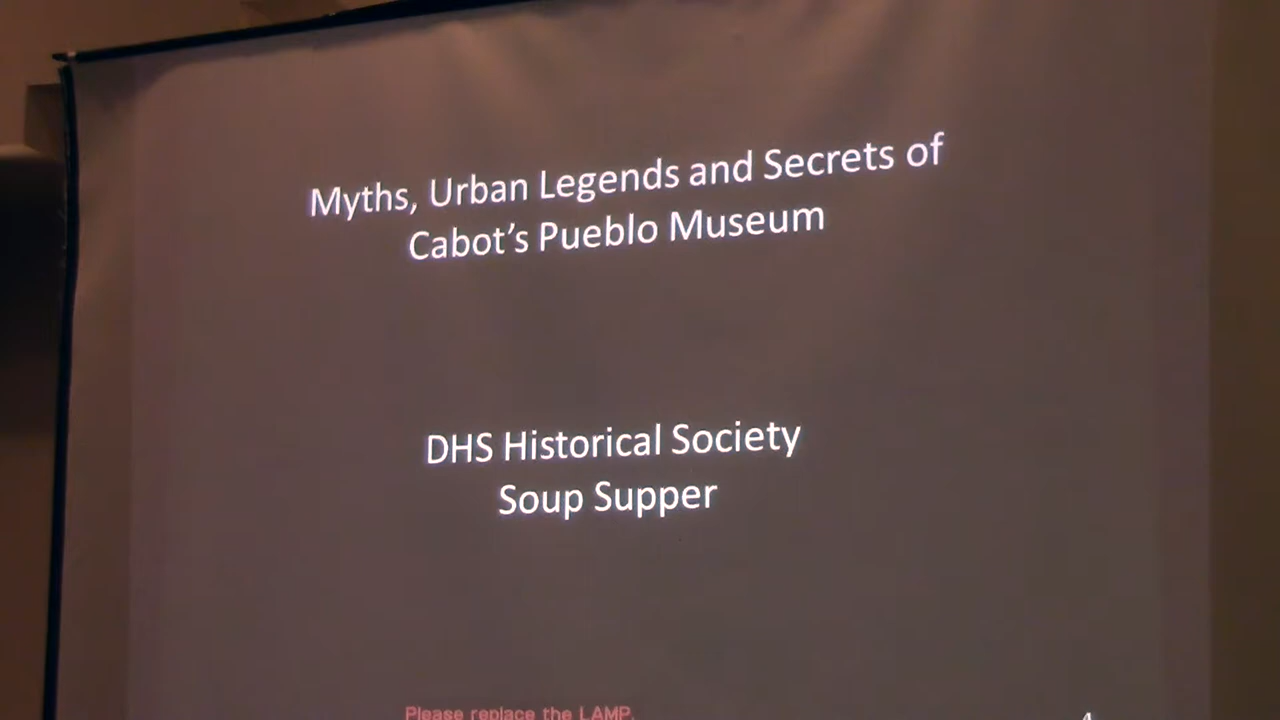 Myths, Urban Legends and Secrets of
Cabot's Pueblo Museum
DHS Historical Society
Soup Supper
Please replace the LAMP.